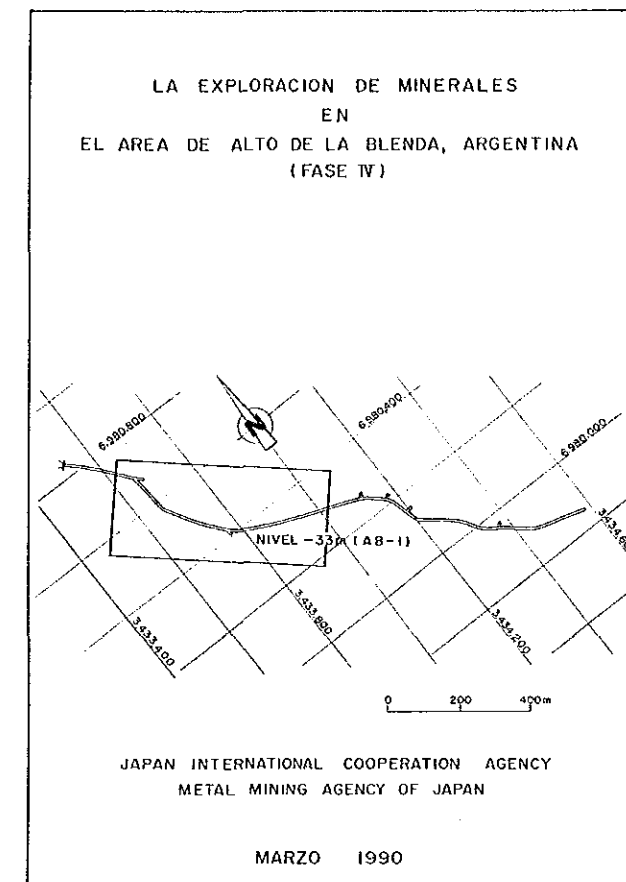 LA EXPLORACION DE MINERALES
EN
EL AREA DE ALTO DE LA BLENDA, ARGENTINA
(FASE IV)
6,980,800
6,980,400
6,980,000
N
NIVEL -33m (A8-1)
3,433,400
3,433,800
3,434,200
0 200 400m
JAPAN INTERNATIONAL COOPERATION AGENCY
METAL MINING AGENCY OF JAPAN
MARZO 1990